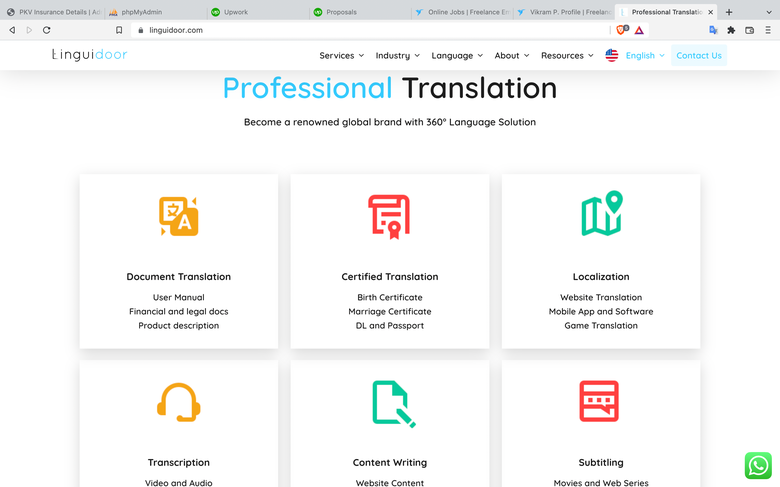 PKV Insurance Details | Ad
phpMyAdmin
Upwork
Proposals
Online Jobs | Freelance Em
Vikram P. Profile | Freelanc
Professional Translatio
linguidoor.com
Linguidoor
Services
Industry
Language
About
Resources
English
Contact Us
Professional Translation
Become a renowned global brand with 360° Language Solution
Document Translation
User Manual
Financial and legal docs
Product description
Certified Translation
Birth Certificate
Marriage Certificate
DL and Passport
Localization
Website Translation
Mobile App and Software
Game Translation
Transcription
Video and Audio
Content Writing
Website Content
Subtitling
Movies and Web Series